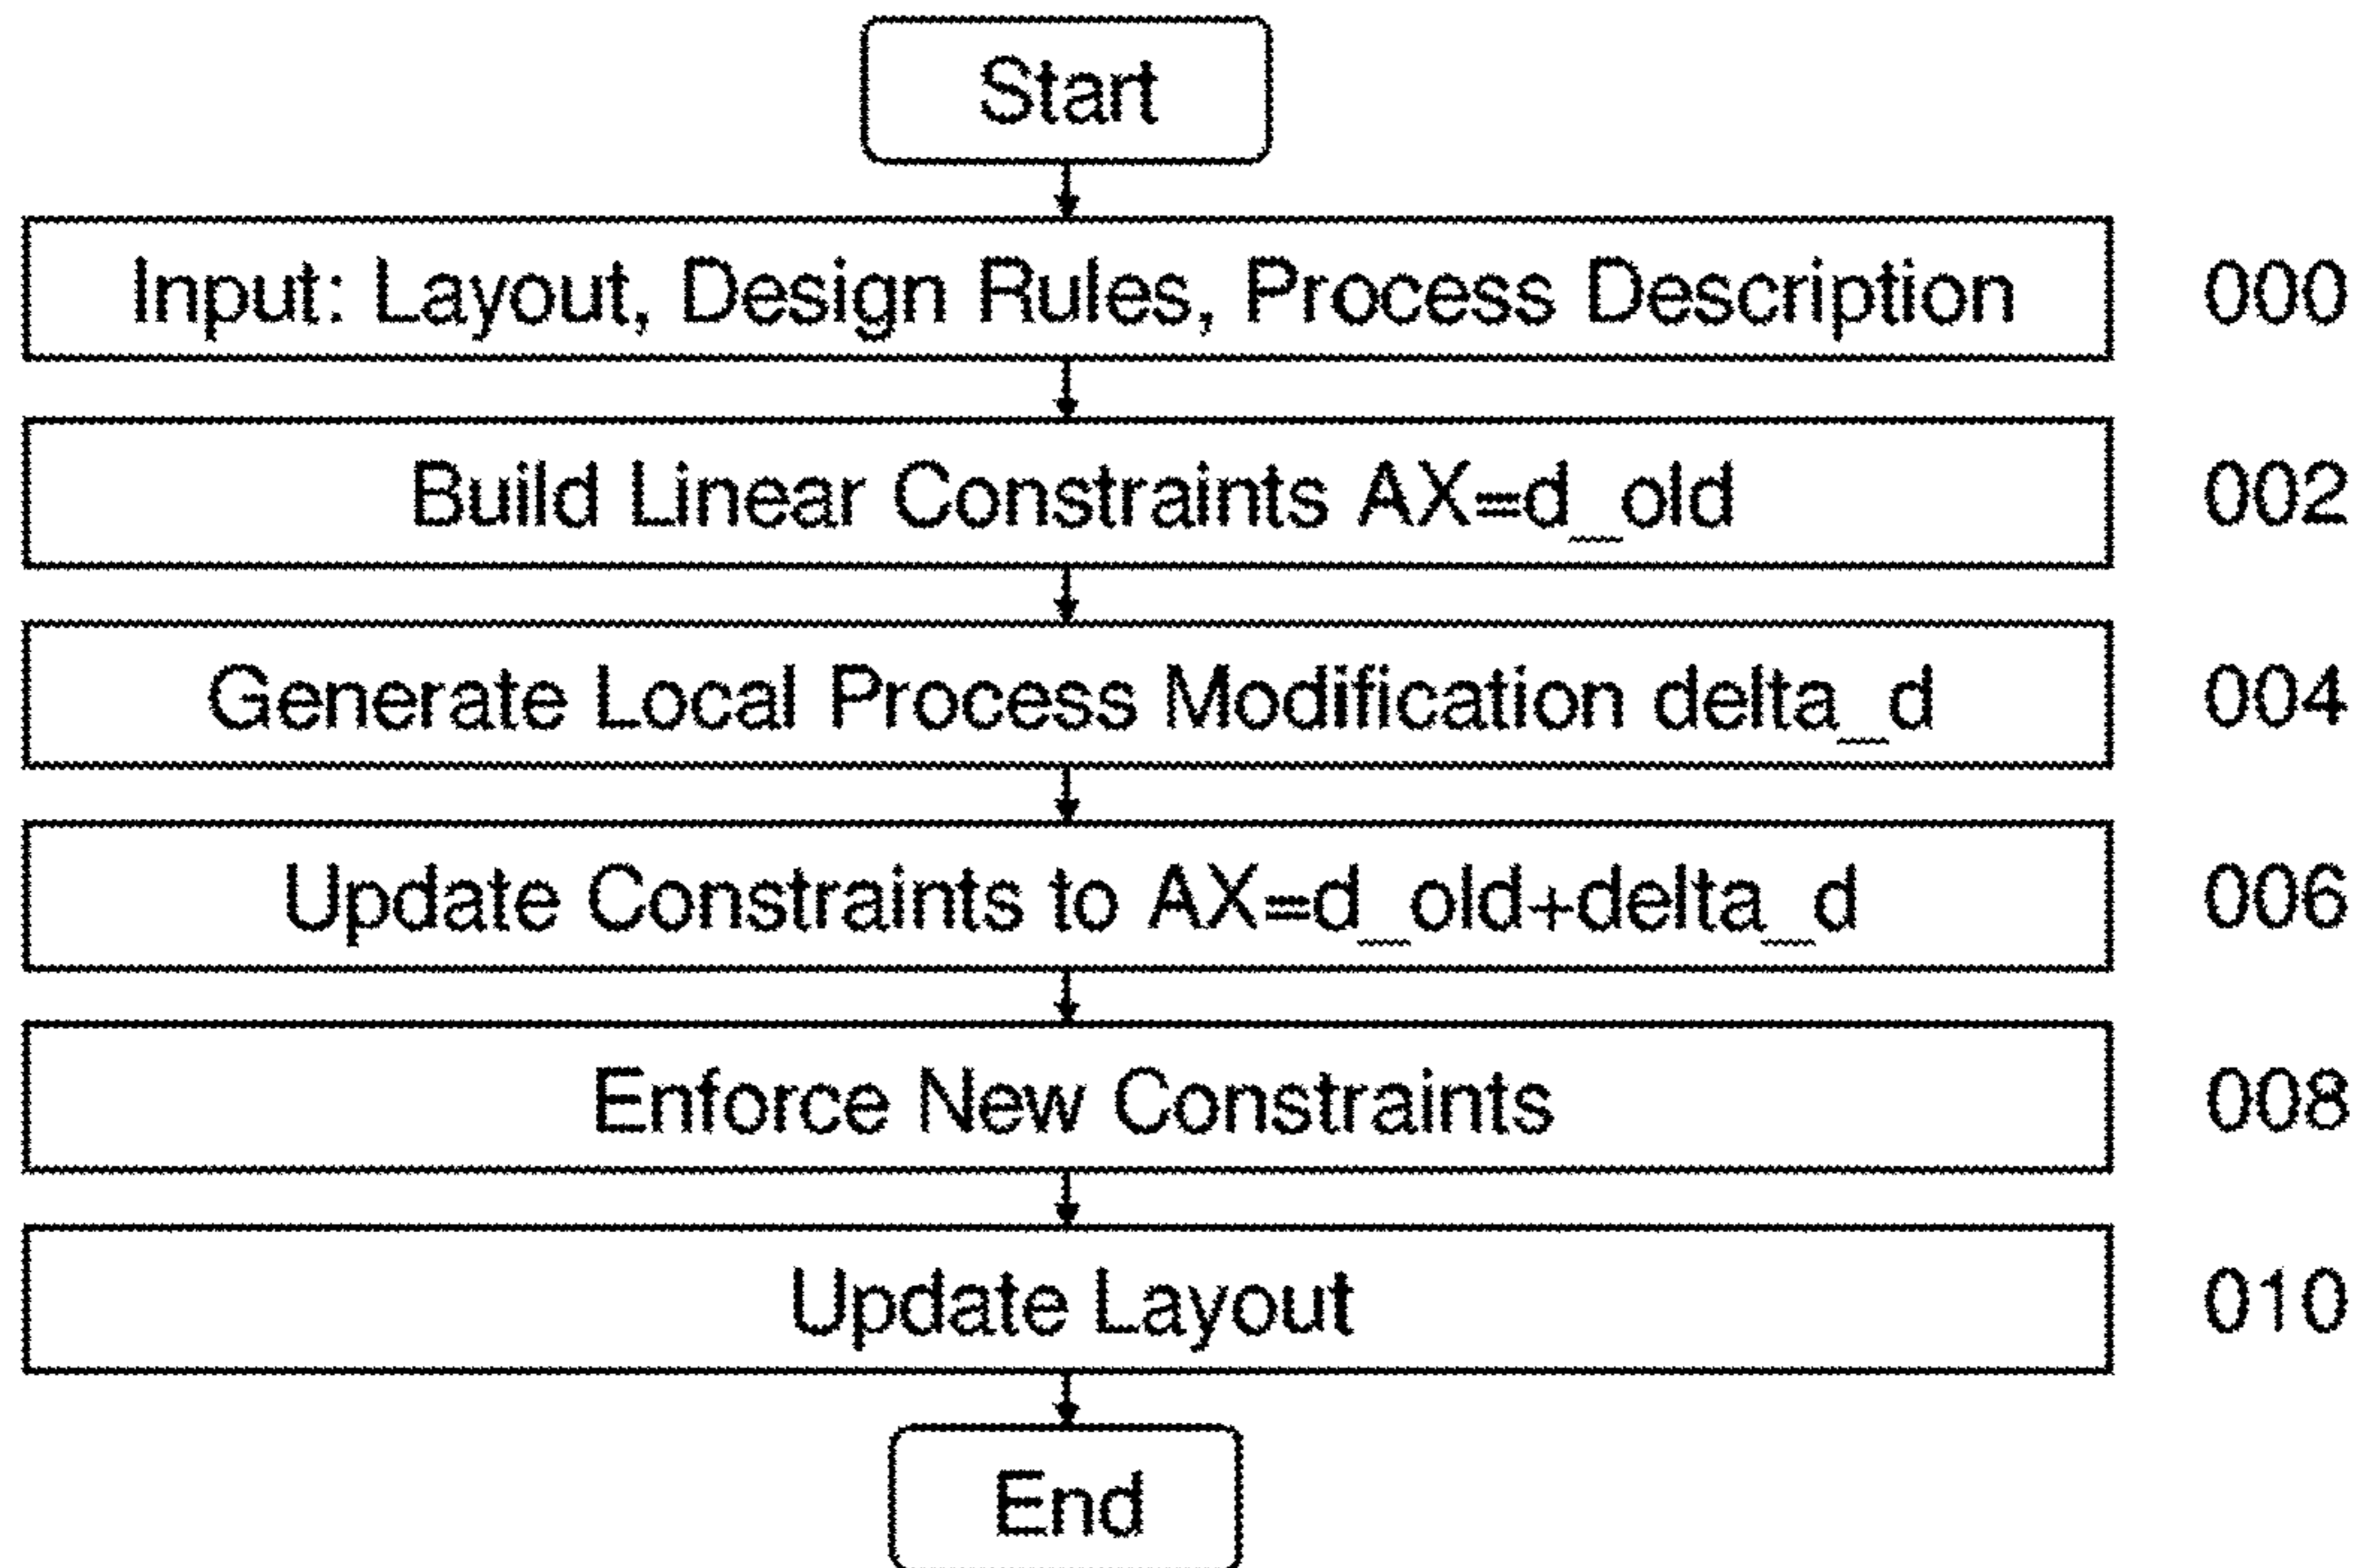 Start
Input: Layout, Design Rules, Process Description 000
Build Linear Constraints AX=d_old 002
Generate Local Process Modification delta_d 004
Update Constraints to AX=d_old+delta_d 006
Enforce New Constraints 008
Update Layout 010
End